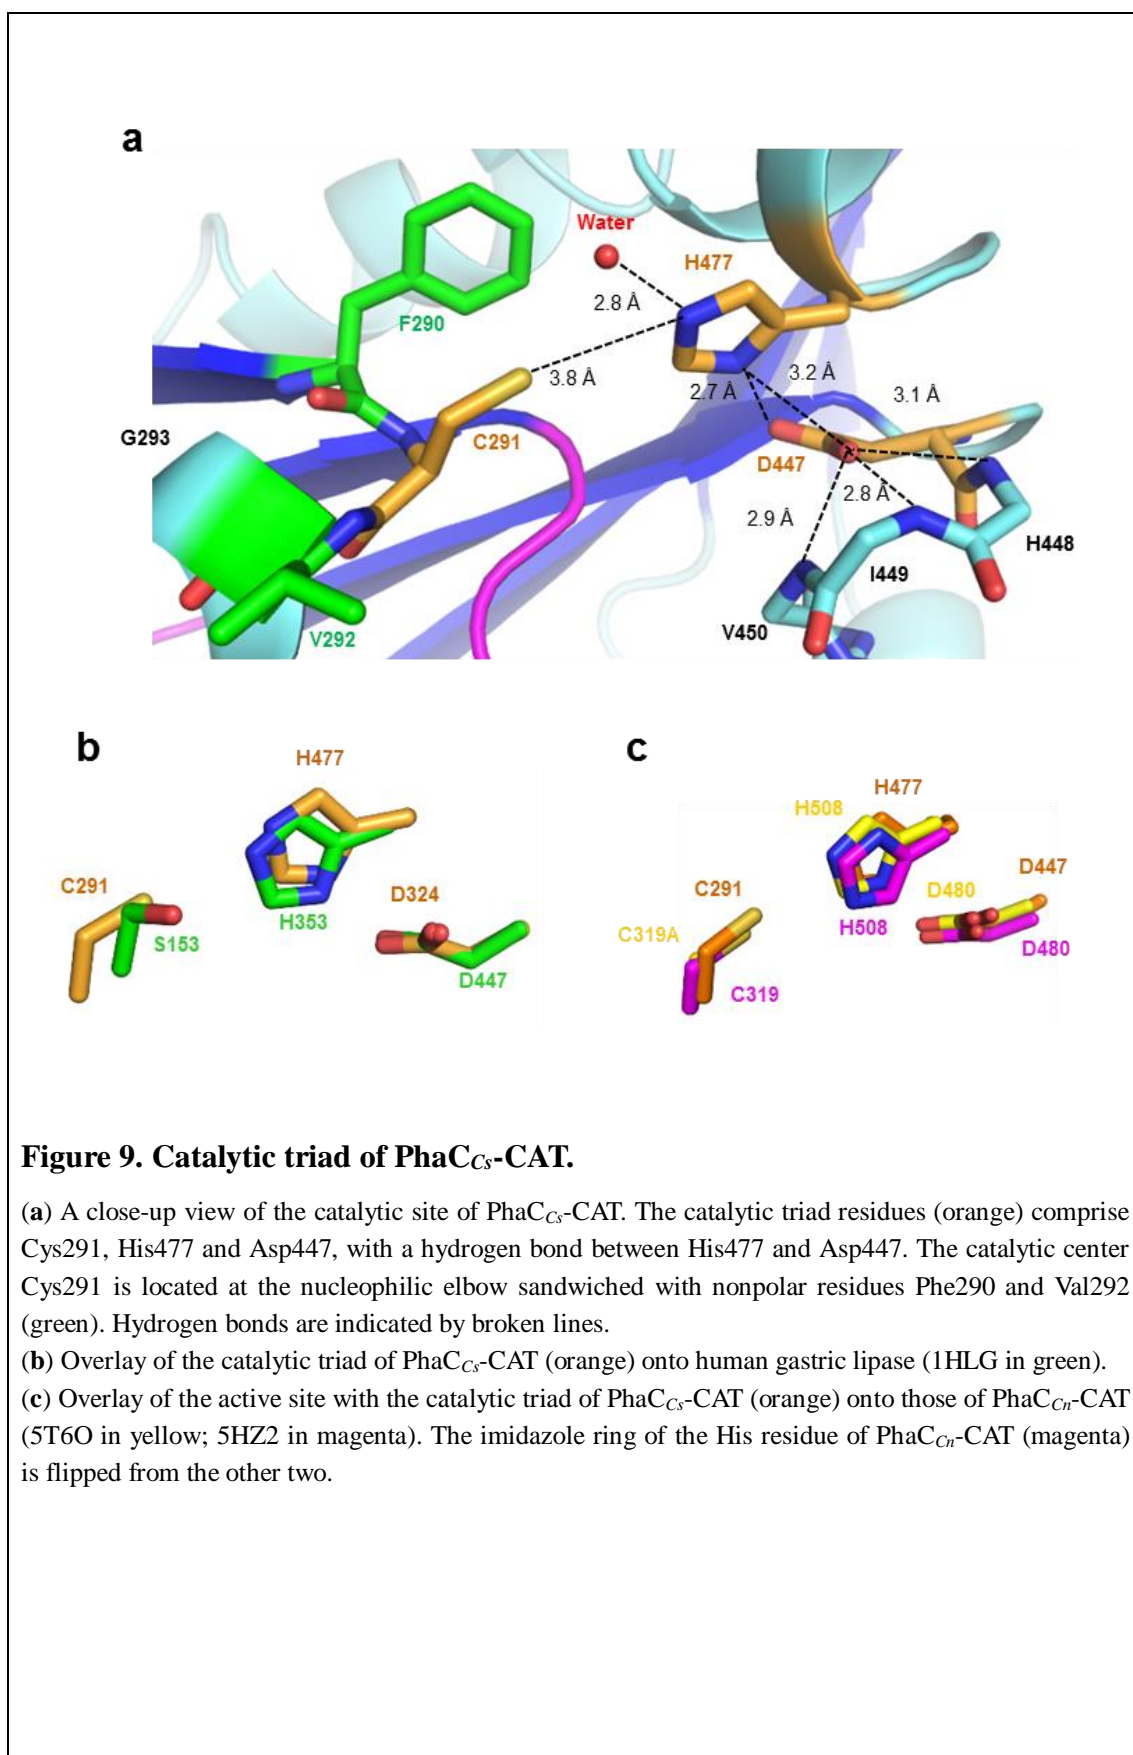 a
Water
H477
2.8 Å
F290
3.8 Å
2.7 Å
3.2 Å
3.1 Å
G293
C291
D447
2.8 Å
2.9 Å
H448
I449
V450
V292
b
H477
C291
D324
S153
H353
D447
c
H477
H508
C291
D447
D480
C319A
H508
D480
C319
Figure 9. Catalytic triad of PhaCCs-CAT.
(a) A close-up view of the catalytic site of PhaCCs-CAT. The catalytic triad residues (orange) comprise
Cys291, His477 and Asp447, with a hydrogen bond between His477 and Asp447. The catalytic center
Cys291 is located at the nucleophilic elbow sandwiched with nonpolar residues Phe290 and Val292
(green). Hydrogen bonds are indicated by broken lines.
(b) Overlay of the catalytic triad of PhaCCs-CAT (orange) onto human gastric lipase (1HLG in green).
(c) Overlay of the active site with the catalytic triad of PhaCCs-CAT (orange) onto those of PhaCCn-CAT
(5T6O in yellow; 5HZ2 in magenta). The imidazole ring of the His residue of PhaCCn-CAT (magenta)
is flipped from the other two.